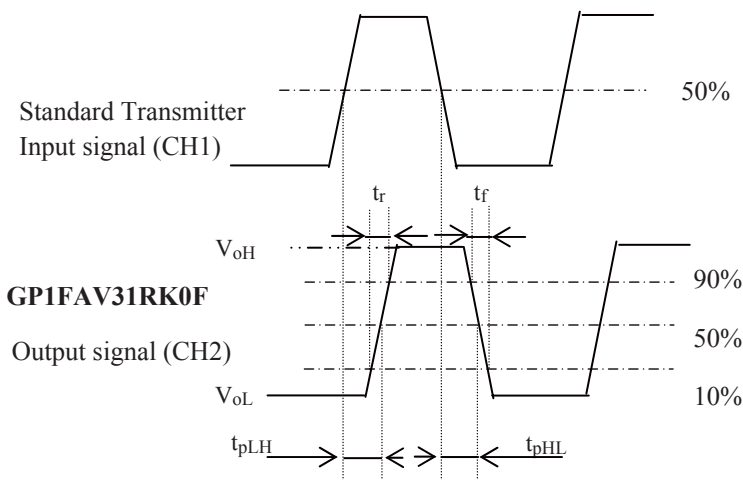 50%
Standard Transmitter
Input signal (CH1)
tr tf
VoH
90%
GP1FAV31RK0F
50%
Output signal (CH2)
VoL 10%
tpLH tpHL